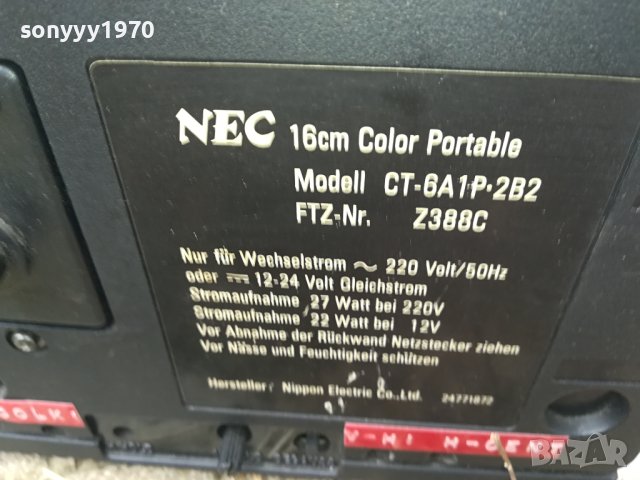 sonyyy1970
NEC 16cm Color Portable
Modell CT-6A1P·2B2
FTZ-Nr. Z388C
Nur für Wechselstrom ~ 220 Volt/50Hz
oder ⎓ 12-24 Volt Gleichstrom
Stromaufnahme 27 Watt bei 220V
Stromaufnahme 22 Watt bei 12V
Vor Abnahme der Rückwand Netzstecker ziehen
Vor Nässe und Feuchtigkeit schützen
Hersteller: Nippon Electric Co., Ltd. 24771872
BAZAR